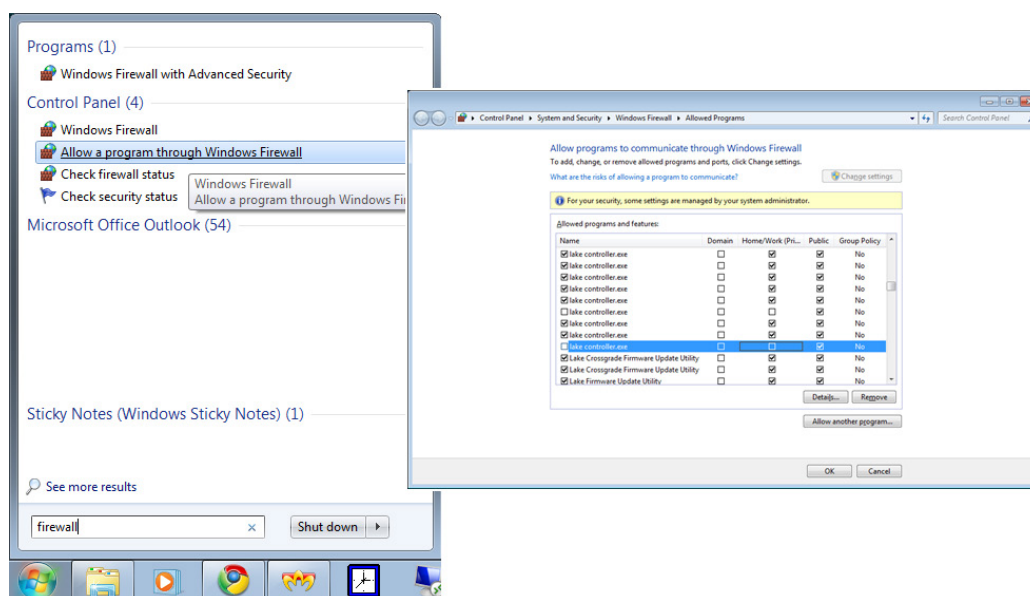 Programs (1)
Windows Firewall with Advanced Security
Control Panel (4)
Windows Firewall
Allow a program through Windows Firewall
Check firewall status
Check security status
Windows Firewall
Allow a program through Windows Fi
Microsoft Office Outlook (54)
Sticky Notes (Windows Sticky Notes) (1)
See more results
firewall
Shut down
Control Panel System and Security Windows Firewall Allowed Programs
Search Control Panel
Allow programs to communicate through Windows Firewall
To add, change, or remove allowed programs and ports, click Change settings.
What are the risks of allowing a program to communicate?
Change settings
For your security, some settings are managed by your system administrator.
Allowed programs and features:
Name Domain Home/Work (Pri... Public Group Policy
lake controller.exe No
lake controller.exe No
lake controller.exe No
lake controller.exe No
lake controller.exe No
lake controller.exe No
lake controller.exe No
lake controller.exe No
lake controller.exe No
Lake Crossgrade Firmware Update Utility No
Lake Crossgrade Firmware Update Utility No
Lake Firmware Update Utility No
Details... Remove
Allow another program...
OK Cancel